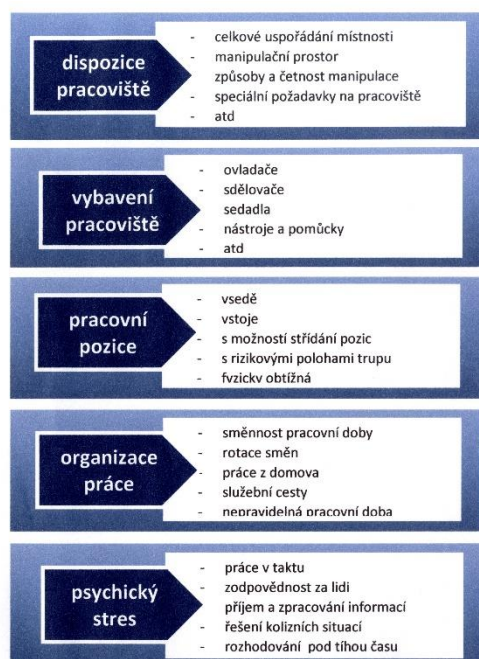 dispozice
pracoviště
- celkové uspořádání místnosti
- manipulační prostor
způsoby a četnost manipulace
- speciální požadavky na pracoviště
- atd
vybavení
pracoviště
- ovladače
- sdělovače
sedadla
- nástroje a pomůcky
- atd
pracovní
pozice
- vsedě
- vstoje
- s možností střídání pozic
- s rizikovými polohami trupu
- fyzicky obtížná
organizace
práce
- směnnost pracovní doby
- rotace směn
- práce z domova
- služební cesty
- nepravidelná pracovní doba
psychický
stres
- práce v taktu
- zodpovědnost za lidi
příjem a zpracování informací
- řešení kolizních situací
- rozhodování pod tíhou času